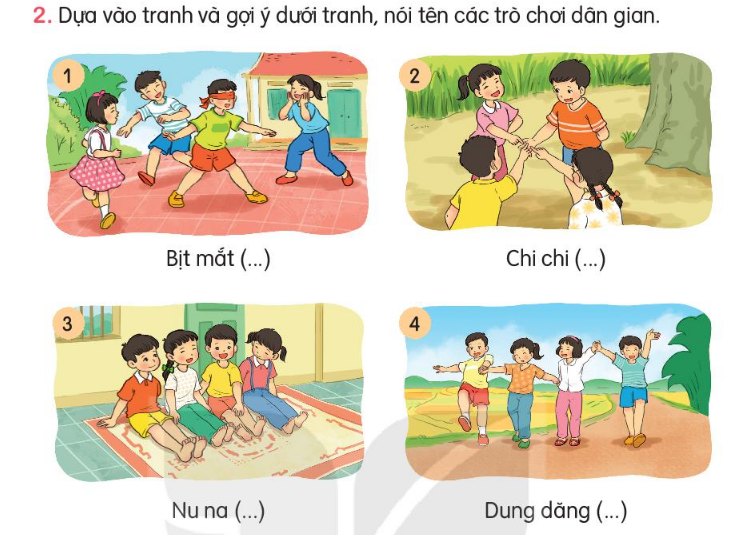 2. Dựa vào tranh và gợi ý dưới tranh, nói tên các trò chơi dân gian.
1
2
Bịt mắt (...)
Chi chi (...)
3
4
Nu na (...)
Dung dăng (...)